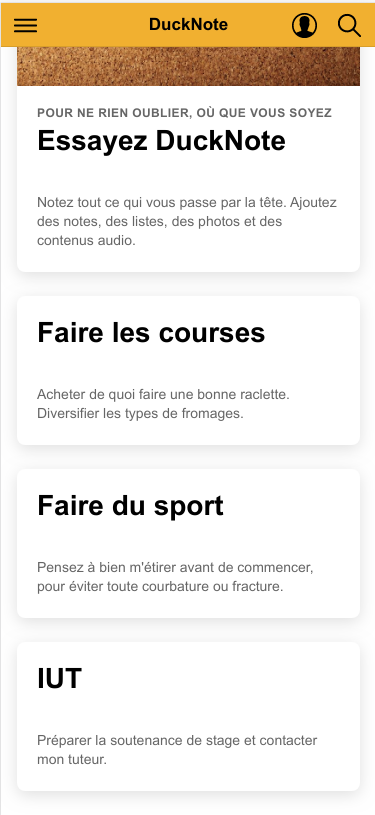 DuckNote
POUR NE RIEN OUBLIER, OÙ QUE VOUS SOYEZ
Essayez DuckNote
Notez tout ce qui vous passe par la tête. Ajoutez
des notes, des listes, des photos et des
contenus audio.
Faire les courses
Acheter de quoi faire une bonne raclette.
Diversifier les types de fromages.
Faire du sport
Pensez à bien m'étirer avant de commencer,
pour éviter toute courbature ou fracture.
IUT
Préparer la soutenance de stage et contacter
mon tuteur.